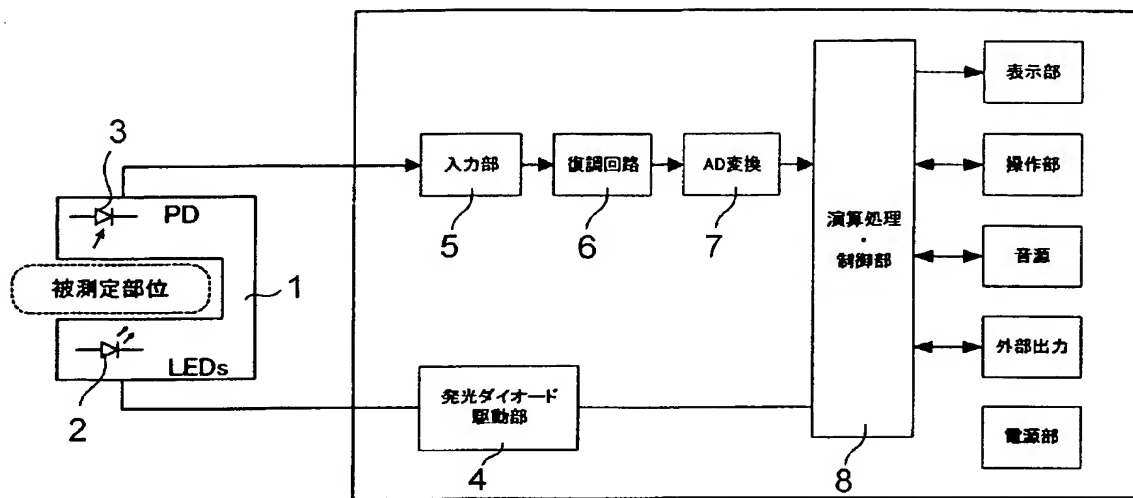 表示部
3
入力部
復調回路
AD変換
操作部
PD
5
6
7
演算処理
・
制御部
被測定部位
1
音源
LEDs
外部出力
発光ダイオード
駆動部
2
電源部
4
8